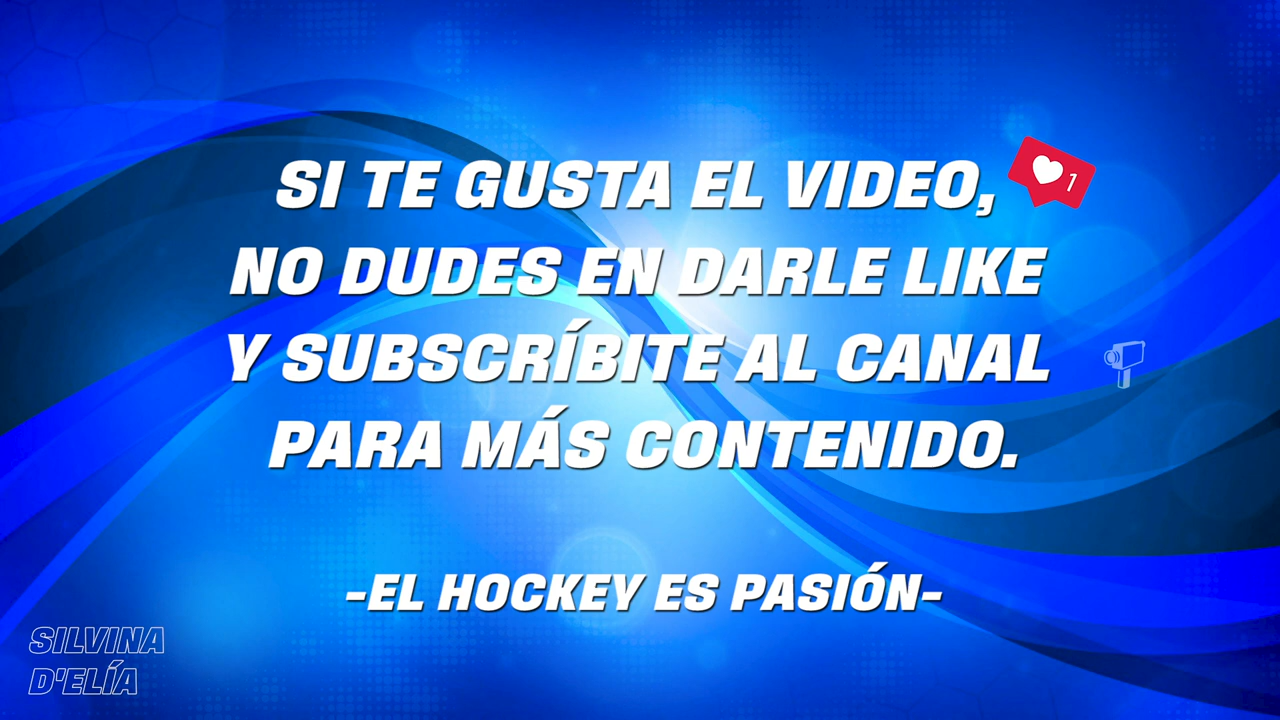 SI TE GUSTA EL VIDEO,
1
NO DUDES EN DARLE LIKE
Y SUBSCRÍBITE AL CANAL
PARA MÁS CONTENIDO.
-EL HOCKEY ES PASIÓN-
SILVINA
D'ELÍA